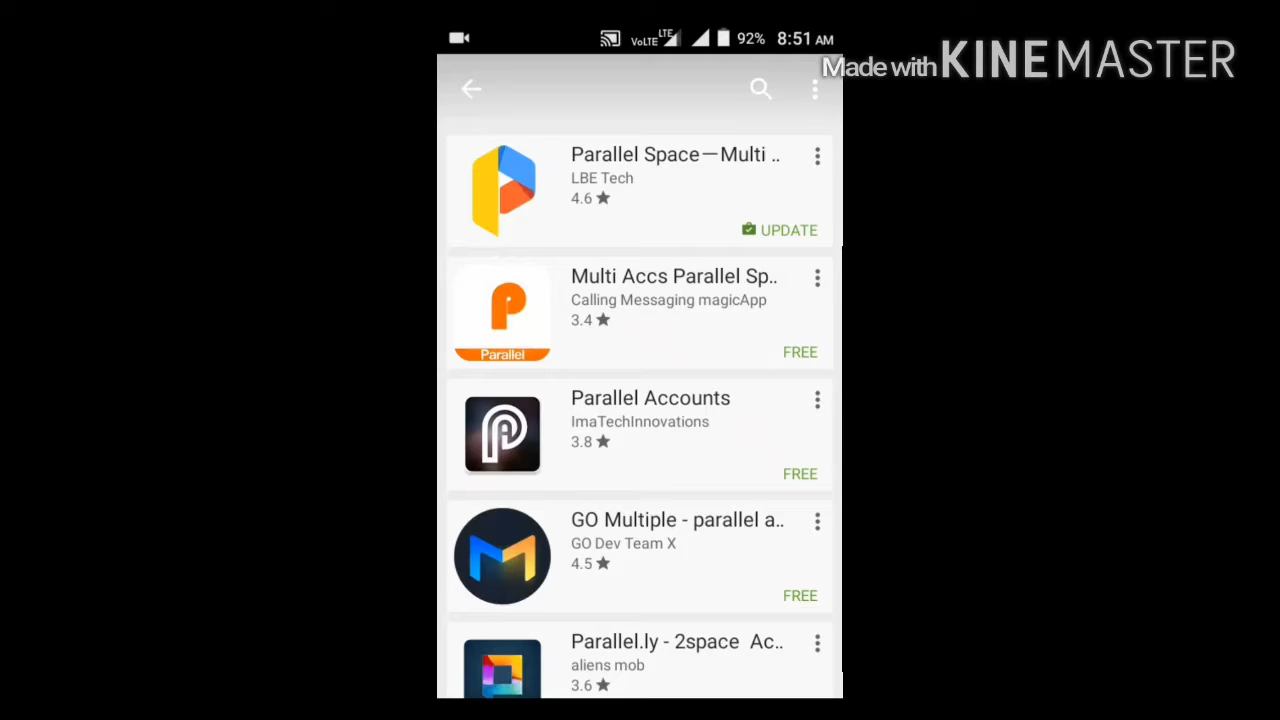 VoLTE LTE 92% 8:51 AM
Made with KINEMASTER
Parallel Space—Multi ..
LBE Tech
4.6
UPDATE
Multi Accs Parallel Sp..
Calling Messaging magicApp
3.4
Parallel
FREE
Parallel Accounts
ImaTechInnovations
3.8
FREE
GO Multiple - parallel a..
GO Dev Team X
4.5
FREE
Parallel.ly - 2space Ac..
aliens mob
3.6